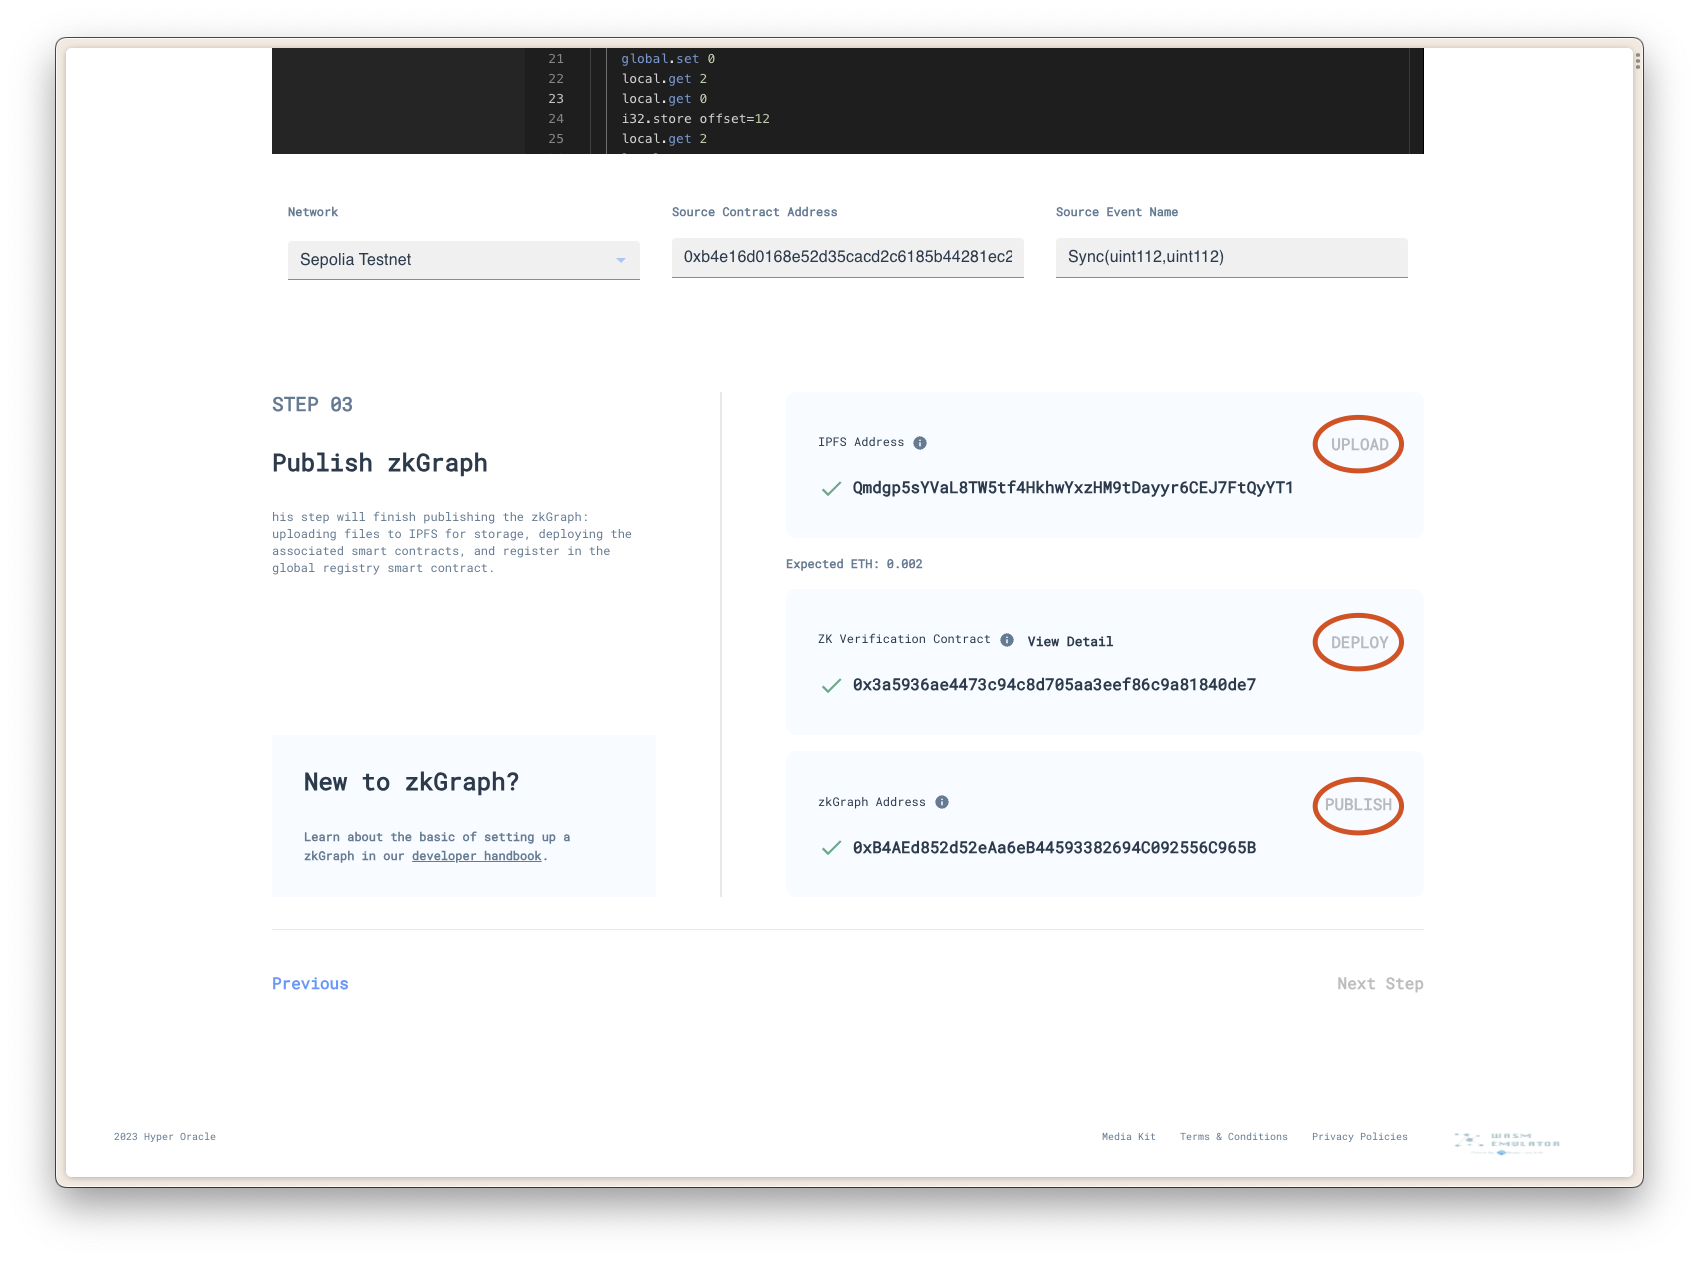 21 global.set 0
22 local.get 2
23 local.get 0
24 i32.store offset=12
25 local.get 2
Network
Source Contract Address
Source Event Name
Sepolia Testnet
0xb4e16d0168e52d35cacd2c6185b44281ec2
Sync(uint112,uint112)
STEP 03
Publish zkGraph
his step will finish publishing the zkGraph:
uploading files to IPFS for storage, deploying the
associated smart contracts, and register in the
global registry smart contract.
New to zkGraph?
Learn about the basic of setting up a
zkGraph in our developer handbook.
IPFS Address
UPLOAD
Qmdgp5sYVaL8TW5tf4HkhwYxzHM9tDayyr6CEJ7FtQyYT1
Expected ETH: 0.002
ZK Verification Contract
View Detail
DEPLOY
0x3a5936ae4473c94c8d705aa3eef86c9a81840de7
zkGraph Address
PUBLISH
0xB4AEd852d52eAa6eB44593382694C092556C965B
Previous
Next Step
2023 Hyper Oracle
Media Kit
Terms & Conditions
Privacy Policies
WASM
EMULATOR